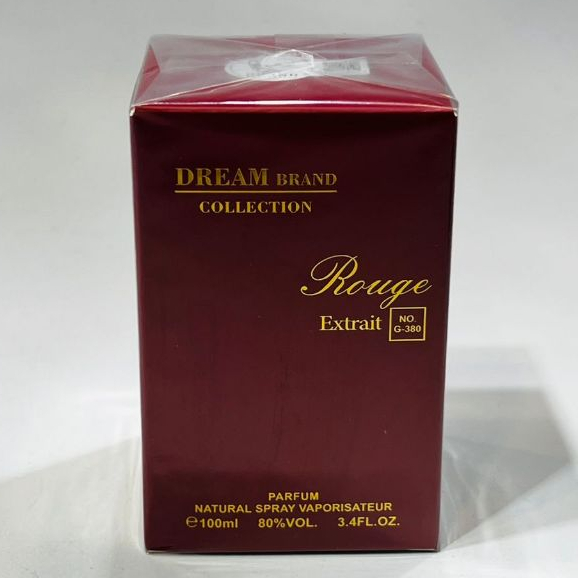 DREAM BRAND
COLLECTION
Rouge
Extrait NO. G-380
PARFUM
NATURAL SPRAY VAPORISATEUR
℮100ml 80%VOL. 3.4FL.OZ.